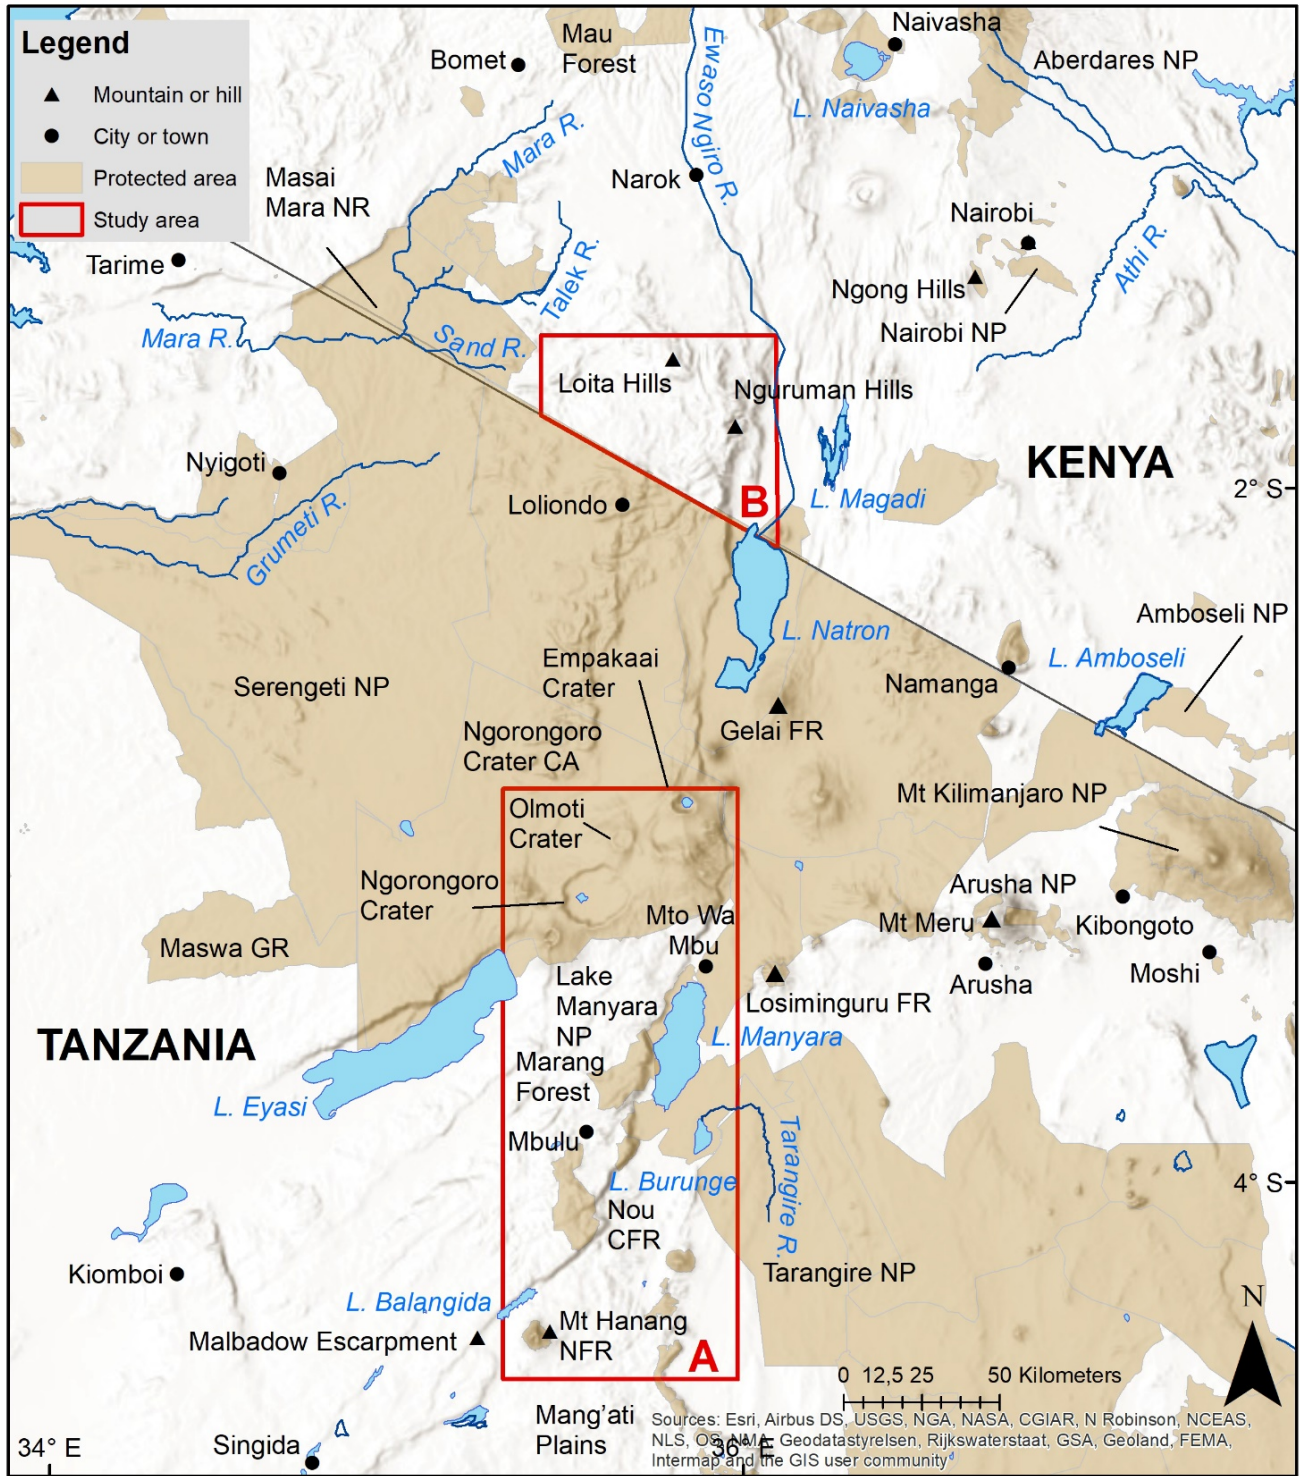 Legend
Mountain or hill
City or town
Protected area
Study area
Bomet
Mau
Forest
Ewaso Ngiro R.
Naivasha
Aberdares NP
L. Naivasha
Mara R.
Masai
Mara NR
Narok
Nairobi
Tarime
Talek R.
Ngong Hills
Athi R.
Nairobi NP
Mara R.
Sand R.
Loita Hills
Nguruman Hills
KENYA
Nyigoti
2° S
B
L. Magadi
Loliondo
Grumeti R.
Amboseli NP
L. Natron
Empakaai
Crater
L. Amboseli
Serengeti NP
Namanga
Ngorongoro
Crater CA
Gelai FR
Mt Kilimanjaro NP
Olmoti
Crater
Ngorongoro
Crater
Arusha NP
Mto Wa
Mbu
Mt Meru
Kibongoto
Maswa GR
Lake
Manyara
NP
Arusha
Moshi
Losiminguru FR
TANZANIA
L. Manyara
Marang
Forest
L. Eyasi
Mbulu
Tarangire R.
L. Burunge
4° S
Nou
CFR
Kiomboi
Tarangire NP
L. Balangida
N
Mt Hanang
NFR
Malbadow Escarpment
A
0 12,5 25 50 Kilometers
Mang'ati
Plains
Sources: Esri, Airbus DS, USGS, NGA, NASA, CGIAR, N Robinson, NCEAS,
NLS, OS, NMA, Geodatastyrelsen, Rijkswaterstaat, GSA, Geoland, FEMA,
Intermap and the GIS user community
34° E
Singida
36° E